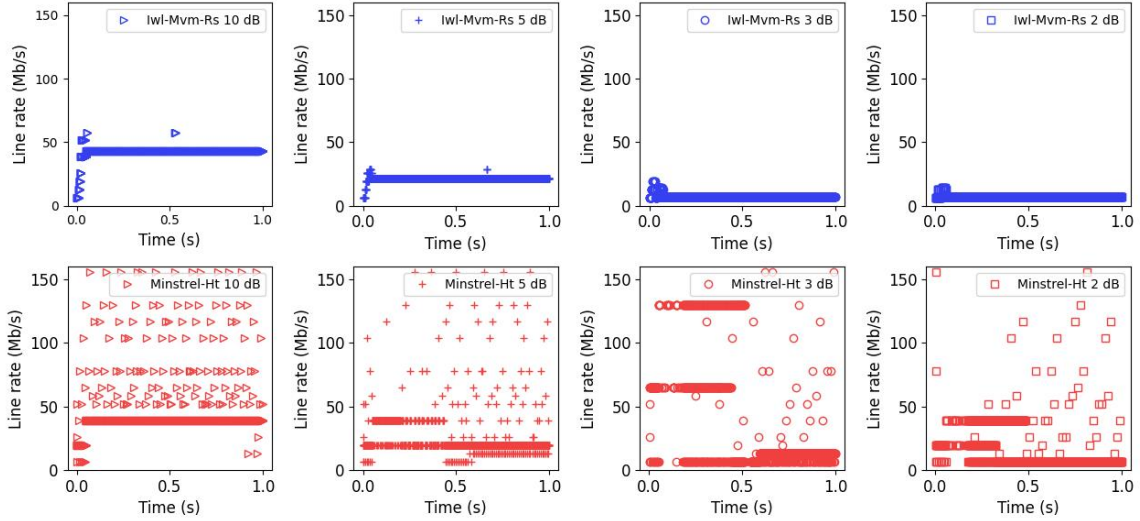 Iwl-Mvm-Rs 10 dB
150
100
50
0
Line rate (Mb/s)
0.0 0.5 1.0
Time (s)
Iwl-Mvm-Rs 5 dB
150
100
50
0
Line rate (Mb/s)
0.0 0.5 1.0
Time (s)
Iwl-Mvm-Rs 3 dB
150
100
50
0
Line rate (Mb/s)
0.0 0.5 1.0
Time (s)
Iwl-Mvm-Rs 2 dB
150
100
50
0
Line rate (Mb/s)
0.0 0.5 1.0
Time (s)
Minstrel-Ht 10 dB
150
100
50
0
Line rate (Mb/s)
0.0 0.5 1.0
Time (s)
Minstrel-Ht 5 dB
150
100
50
0
Line rate (Mb/s)
0.0 0.5 1.0
Time (s)
Minstrel-Ht 3 dB
150
100
50
0
Line rate (Mb/s)
0.0 0.5 1.0
Time (s)
Minstrel-Ht 2 dB
150
100
50
0
Line rate (Mb/s)
0.0 0.5 1.0
Time (s)